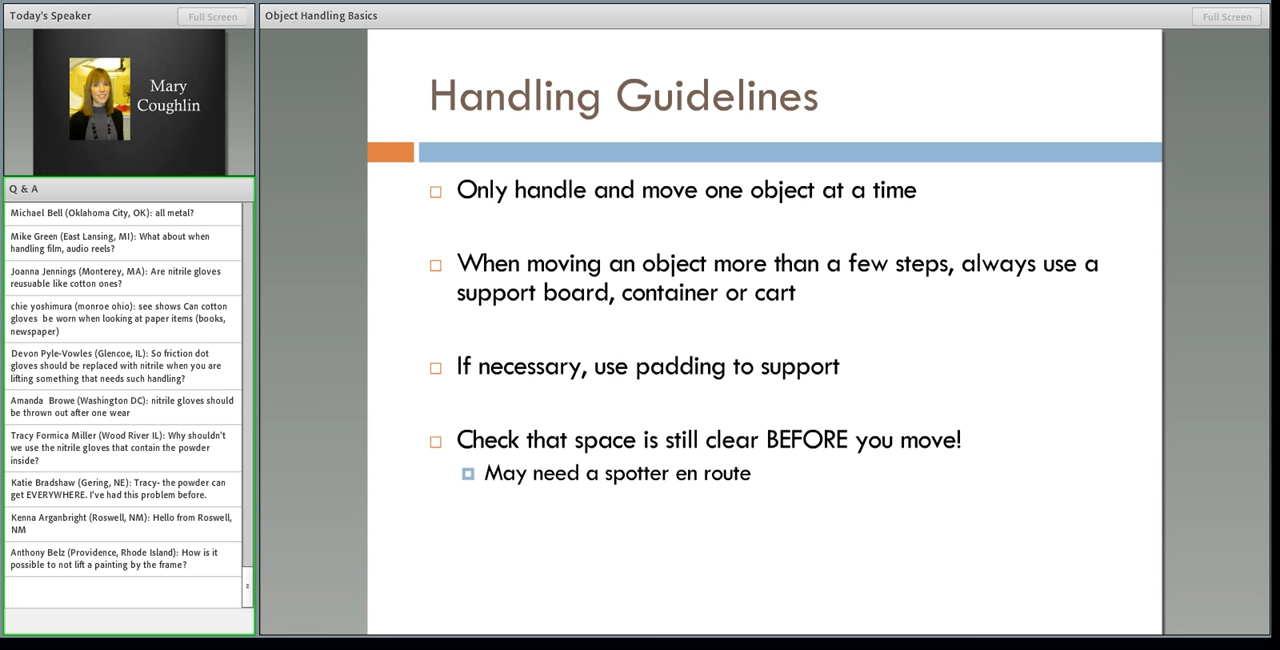 Today's Speaker
Full Screen
Mary
Coughlin
Q & A
Michael Bell (Oklahoma City, OK): all metal?
Mike Green (East Lansing, MI): What about when
handling film, audio reels?
Joanna Jennings (Monterey, MA): Are nitrile gloves
reusuable like cotton ones?
chie yoshimura (monroe ohio): see shows Can cotton
gloves be worn when looking at paper items (books,
newspaper)
Devon Pyle-Vowles (Glencoe, IL): So friction dot
gloves should be replaced with nitrile when you are
lifting something that needs such handling?
Amanda Browe (Washington DC): nitrile gloves should
be thrown out after one wear
Tracy Formica Miller (Wood River IL): Why shouldn't
we use the nitrile gloves that contain the powder
inside?
Katie Bradshaw (Gering, NE): Tracy- the powder can
get EVERYWHERE. I've had this problem before.
Kenna Arganbright (Roswell, NM): Hello from Roswell,
NM
Anthony Belz (Providence, Rhode Island): How is it
possible to not lift a painting by the frame?
Object Handling Basics
Full Screen
Handling Guidelines
Only handle and move one object at a time
When moving an object more than a few steps, always use a
support board, container or cart
If necessary, use padding to support
Check that space is still clear BEFORE you move!
May need a spotter en route